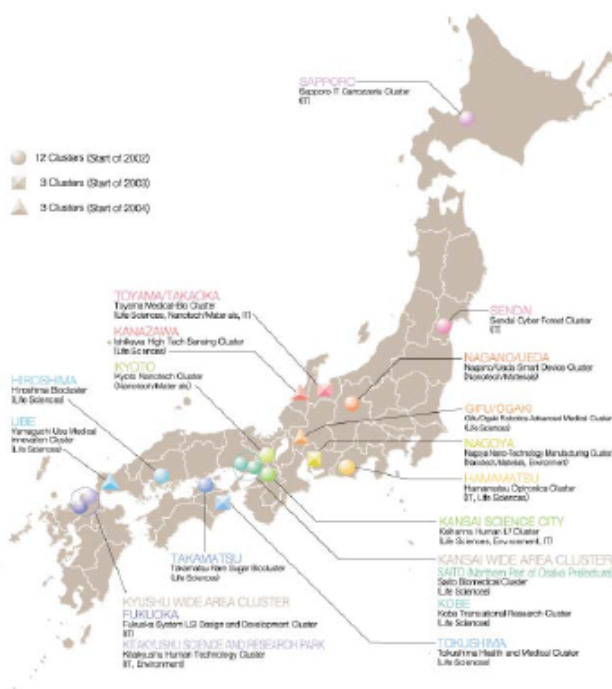 SAPPORO
Sapporo IT Carrozzeria Cluster
(IT)
12 Clusters (Start of 2002)
3 Clusters (Start of 2003)
3 Clusters (Start of 2004)
TOYAMA/TAKAOKA
Toyama Medical-Bio Cluster
(Life Sciences, Nanotech/Materials, IT)
KANAZAWA
Ishikawa High Tech Sensing Cluster
(Life Sciences)
KYOTO
Kyoto Nanotech Cluster
(Nanotech/Materials)
HIROSHIMA
Hiroshima Biocluster
(Life Sciences)
UBE
Yamaguchi Ube Medical
Innovation Cluster
(Life Sciences)
SENDAI
Sendai Cyber Forest Cluster
(IT)
NAGANO/UEDA
Nagano/Ueda Smart Device Cluster
(Nanotech/Materials)
GIFU/OGAKI
Gifu/Ogaki Robotics Advanced Medical Cluster
(Life Sciences)
NAGOYA
Nagoya Nano-Technology Manufacturing Cluster
(Nanotech/Materials, Environment)
HAMAMATSU
Hamamatsu Optronics Cluster
(IT, Life Sciences)
KANSAI SCIENCE CITY
Keihanna Human Cluster
(Life Sciences, Environment, IT)
KANSAI WIDE AREA CLUSTER
SAITO (Northern Part of Osaka Prefecture)
Saito Biomedical Cluster
(Life Sciences)
KOBE
Kobe Translational Research Cluster
(Life Sciences)
TOKUSHIMA
Tokushima Health and Medical Cluster
(Life Sciences)
TAKAMATSU
Takamatsu Rare Sugar Biocluster
(Life Sciences)
KYUSHU WIDE AREA CLUSTER
FUKUOKA
Fukuoka System LSI Design and Development Cluster
(IT)
KITAKYUSHU SCIENCE AND RESEARCH PARK
Kitakyushu Human Technology Cluster
(IT, Environment)